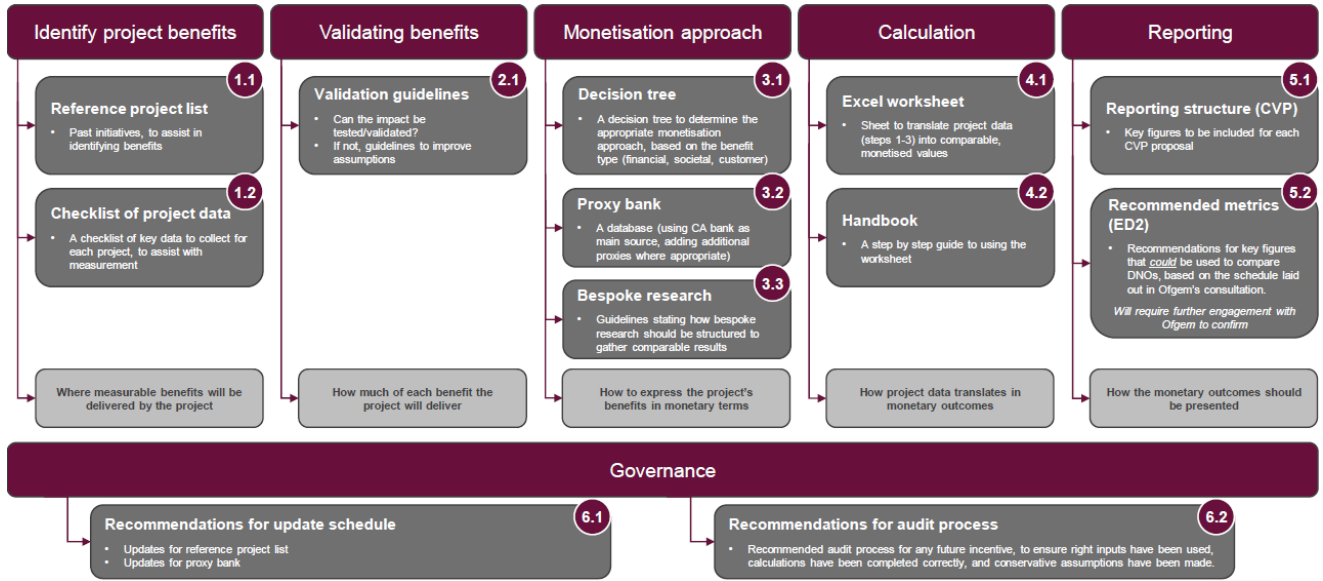 Identify project benefits
1.1
Reference project list
• Past initiatives, to assist in
identifying benefits
1.2
Checklist of project data
• A checklist of key data to collect for
each project, to assist with
measurement
Where measurable benefits will be
delivered by the project
Validating benefits
2.1
Validation guidelines
• Can the impact be
tested/validated?
• If not, guidelines to improve
assumptions
How much of each benefit the
project will deliver
Monetisation approach
3.1
Decision tree
• A decision tree to determine the
appropriate monetisation
approach, based on the benefit
type (financial, societal, customer)
3.2
Proxy bank
• A database (using CA bank as
main source, adding additional
proxies where appropriate)
3.3
Bespoke research
• Guidelines stating how bespoke
research should be structured to
gather comparable results
How to express the project's
benefits in monetary terms
Calculation
4.1
Excel worksheet
• Sheet to translate project data
(steps 1-3) into comparable,
monetised values
4.2
Handbook
• A step by step guide to using the
worksheet
How project data translates in
monetary outcomes
Reporting
5.1
Reporting structure (CVP)
• Key figures to be included for each
CVP proposal
5.2
Recommended metrics
(ED2)
• Recommendations for key figures
that could be used to compare
DNOs, based on the schedule laid
out in Ofgem's consultation.
Will require further engagement with
Ofgem to confirm
How the monetary outcomes should
be presented
Governance
6.1
Recommendations for update schedule
• Updates for reference project list
• Updates for proxy bank
6.2
Recommendations for audit process
• Recommended audit process for any future incentive, to ensure right inputs have been used,
calculations have been completed correctly, and conservative assumptions have been made.